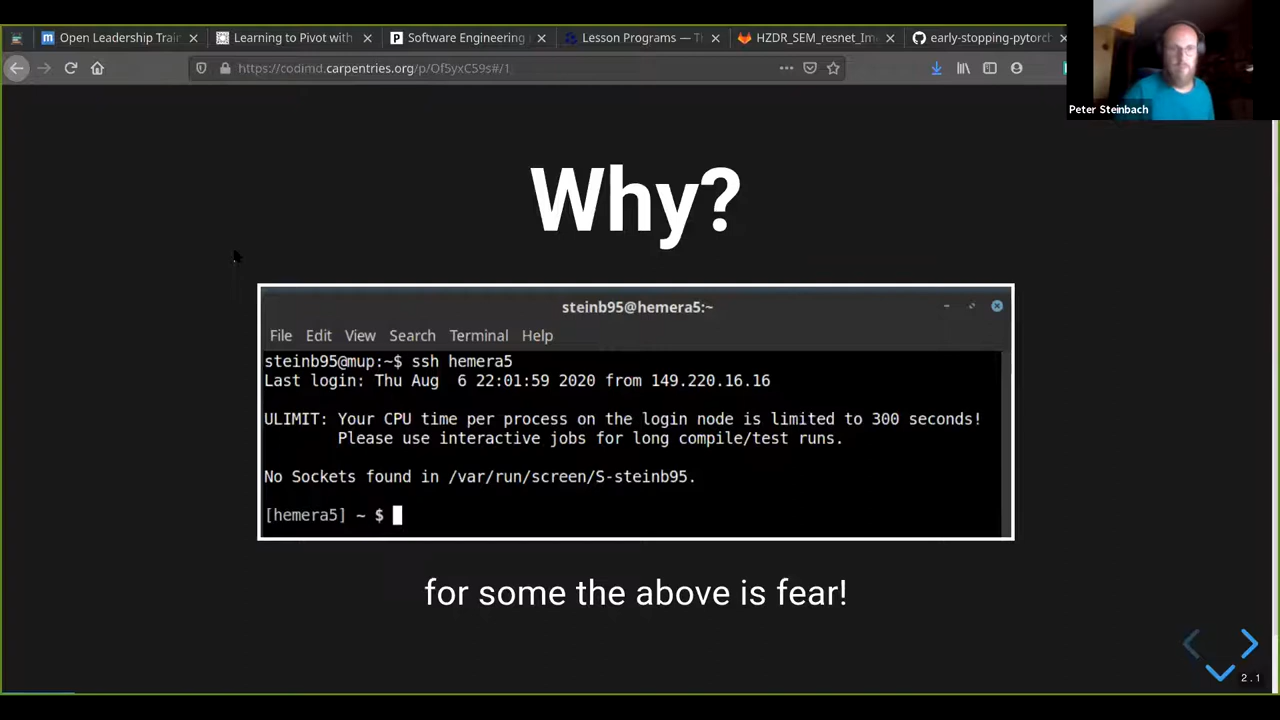 Open Leadership Train
Learning to Pivot with
Software Engineering
Lesson Programs — Th
HZDR_SEM_resnet_Im
early-stopping-pytorch
https://codimd.carpentries.org/p/Of5yxC59s#/1
Peter Steinbach
Why?
steinb95@hemera5:~
File Edit View Search Terminal Help
steinb95@mup:~$ ssh hemera5
Last login: Thu Aug  6 22:01:59 2020 from 149.220.16.16
ULIMIT: Your CPU time per process on the login node is limited to 300 seconds!
Please use interactive jobs for long compile/test runs.
No Sockets found in /var/run/screen/S-steinb95.
[hemera5] ~ $
for some the above is fear!
2.1